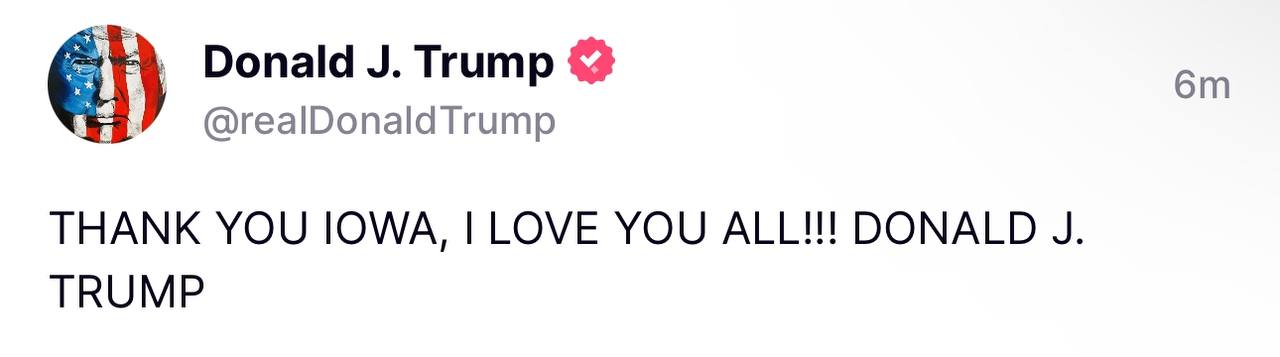 Donald J. Trump
6m
@realDonaldTrump
THANK YOU IOWA, I LOVE YOU ALL!!! DONALD J.
TRUMP